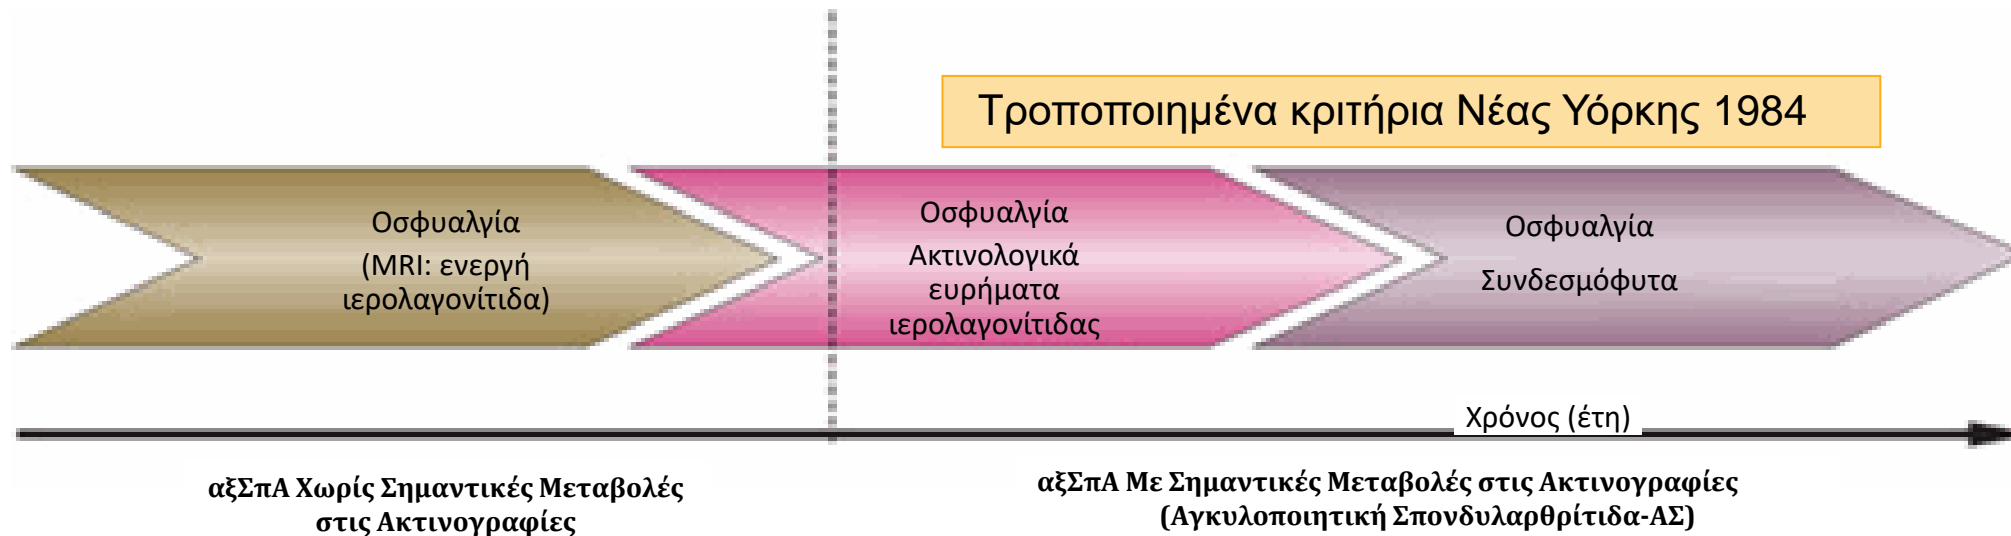 Τροποποιημένα κριτήρια Νέας Υόρκης 1984
Οσφυαλγία
(MRI: ενεργή
ιερολαγονίτιδα)
Οσφυαλγία
Ακτινολογικά
ευρήματα
ιερολαγονίτιδας
Οσφυαλγία
Συνδεσμόφυτα
Χρόνος (έτη)
αξΣπΑ Χωρίς Σημαντικές Μεταβολές
στις Ακτινογραφίες
αξΣπΑ Με Σημαντικές Μεταβολές στις Ακτινογραφίες
(Αγκυλοποιητική Σπονδυλαρθρίτιδα-ΑΣ)